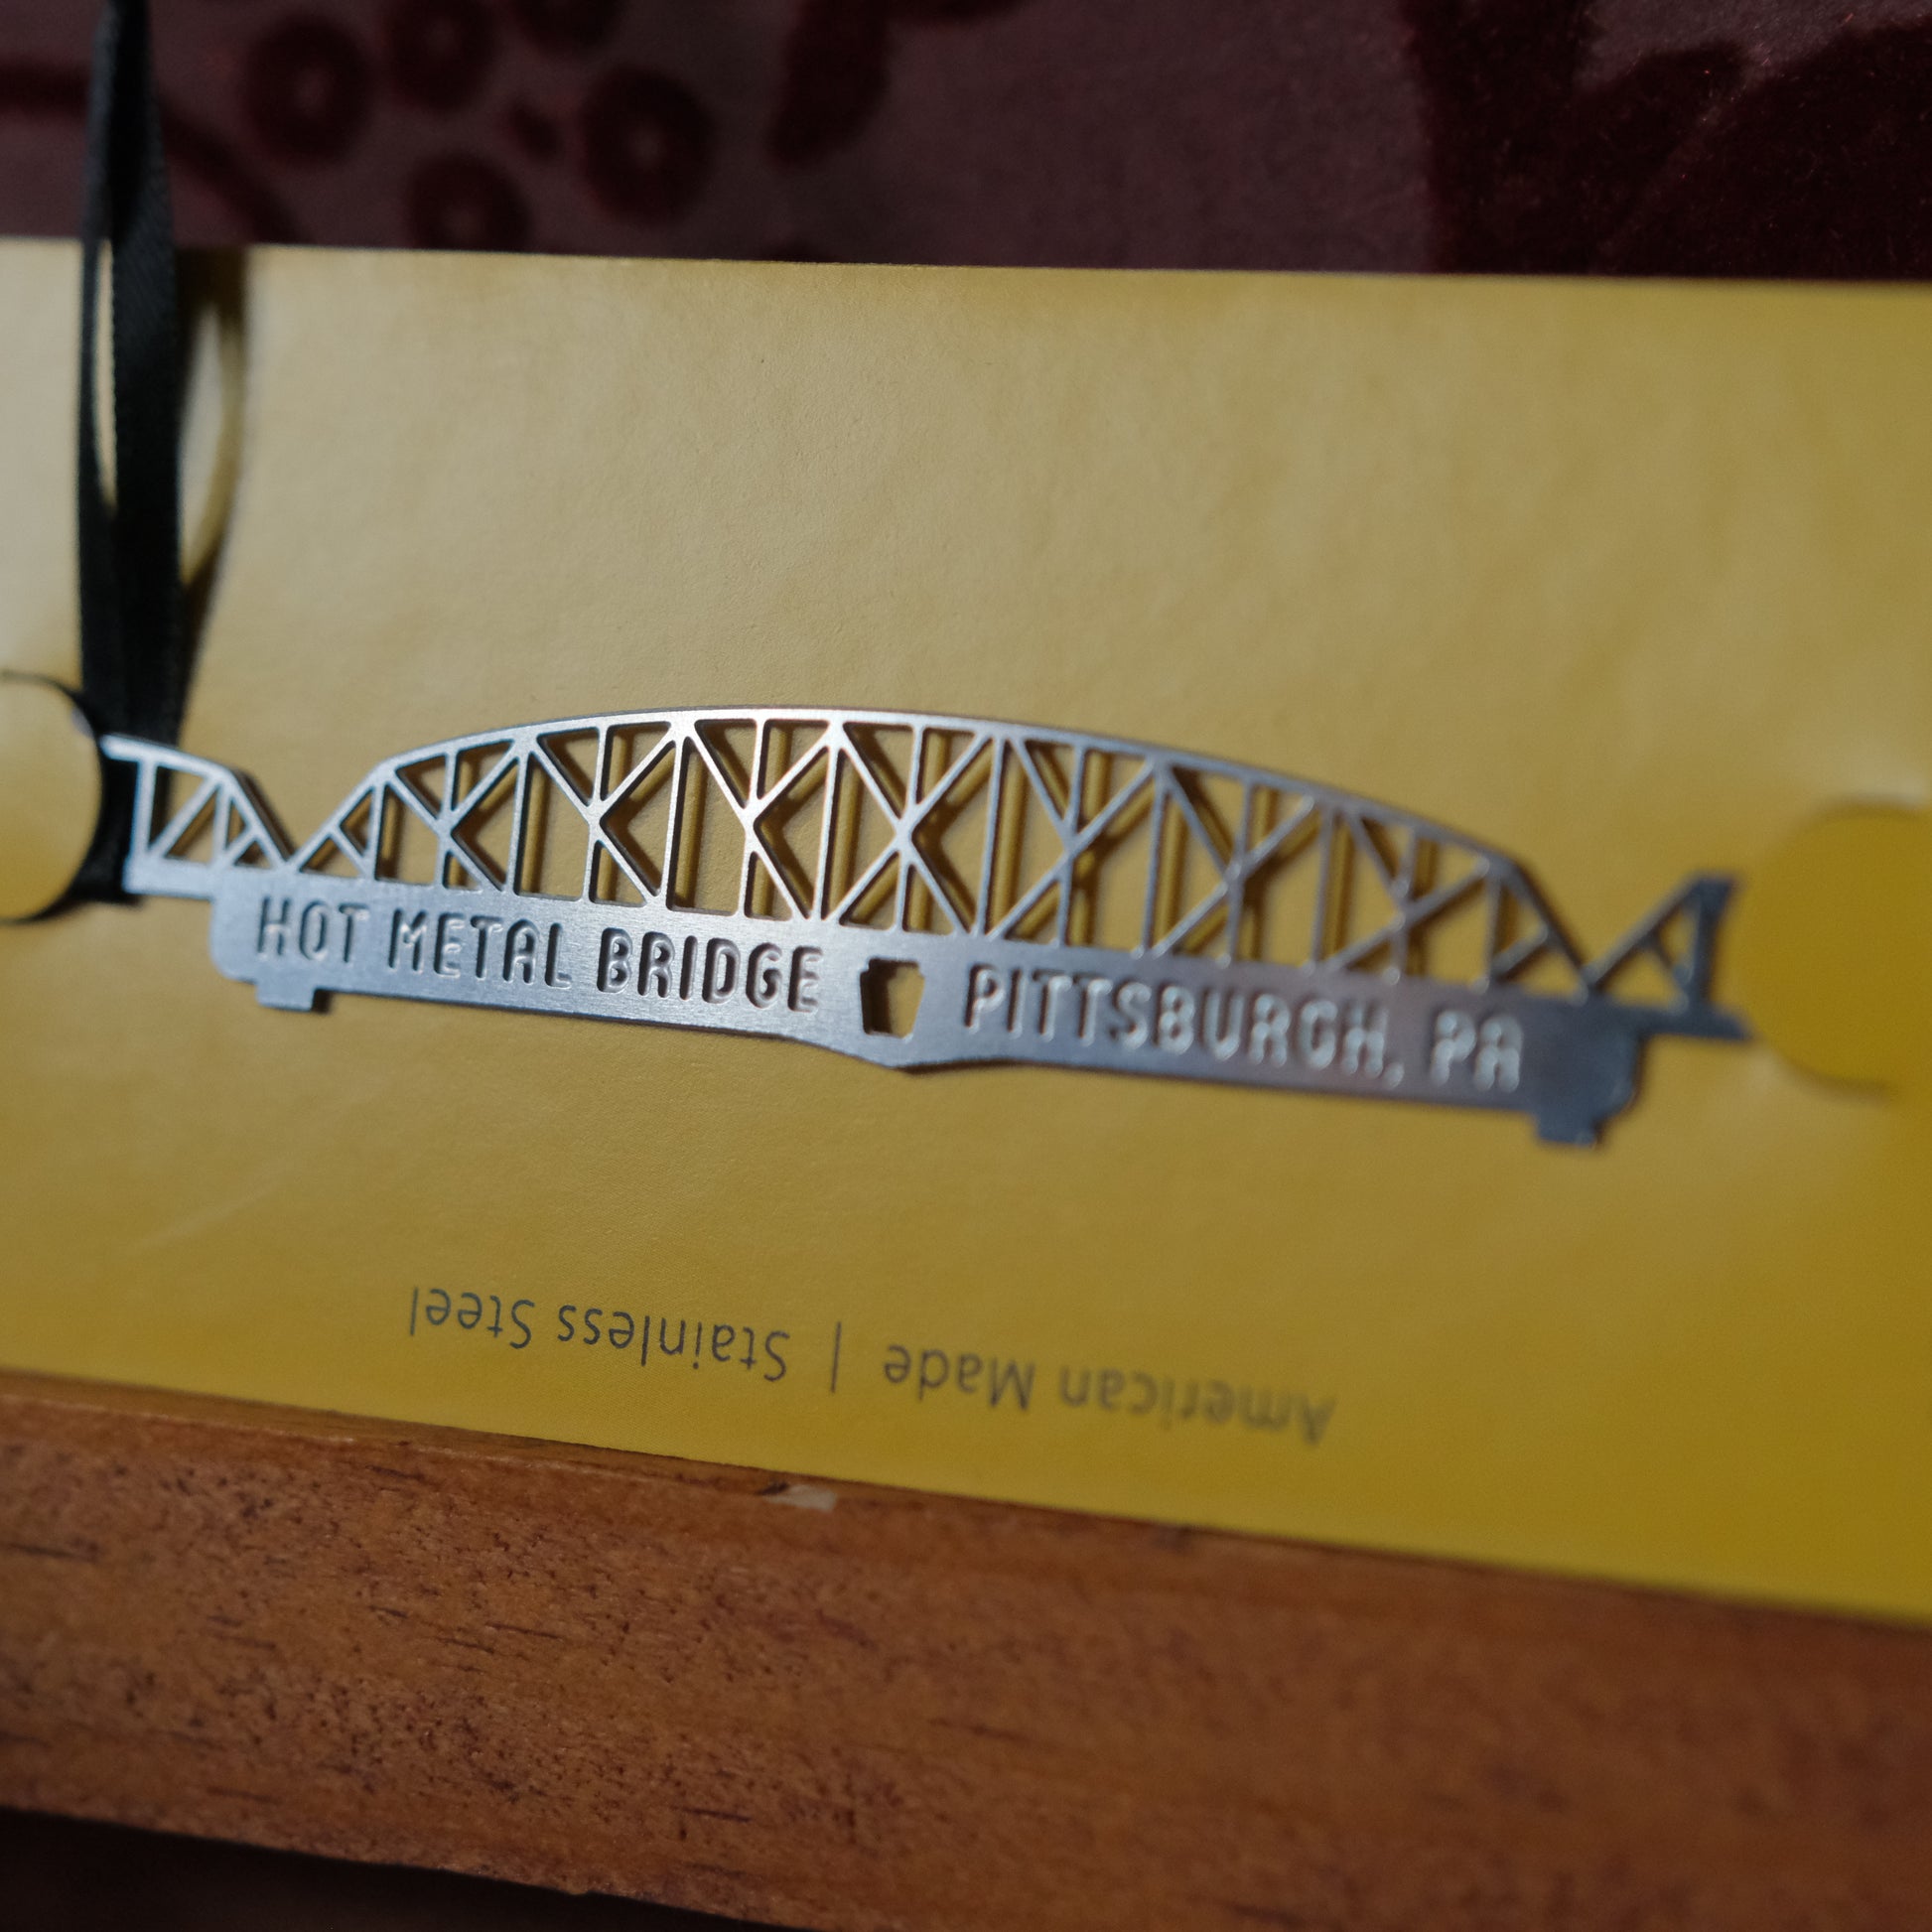 HOT METAL BRIDGE PITTSBURGH, PA
American Made | Stainless Steel